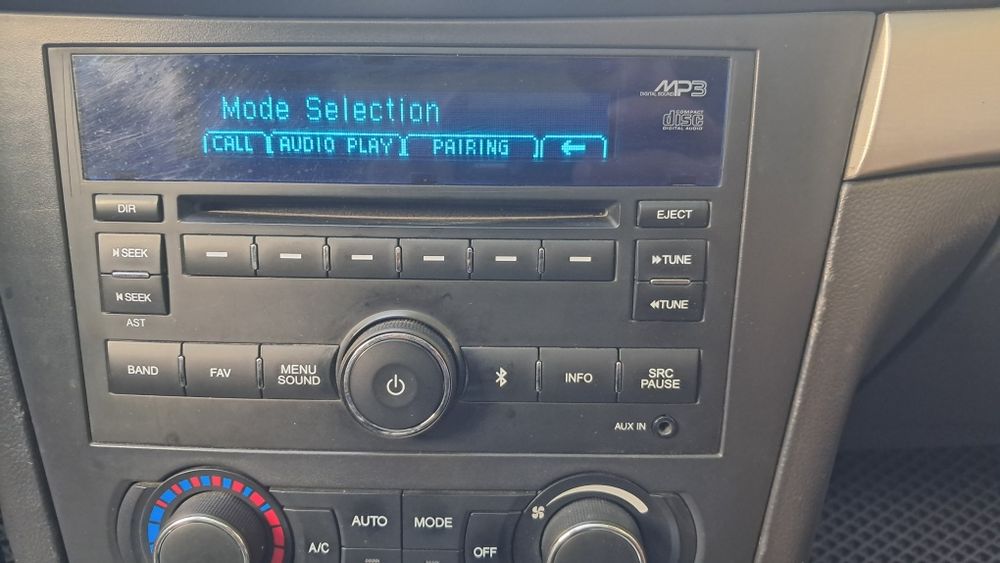 Mode Selection
CALL AUDIO PLAY PAIRING
MP3
DIGITAL SOUND
COMPACT
disc
DIGITAL AUDIO
DIR
EJECT
SEEK
TUNE
SEEK
TUNE
AST
BAND
FAV
MENU
SOUND
INFO
SRC
PAUSE
AUX IN
AUTO
MODE
A/C
OFF